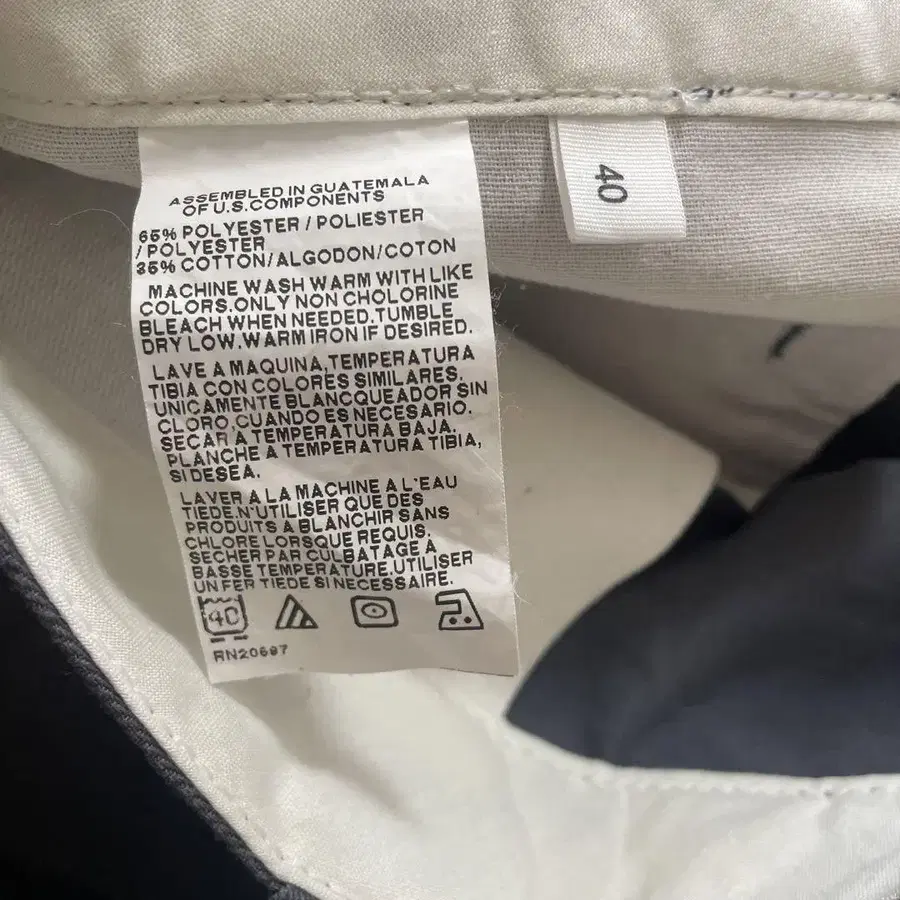 ASSEMBLED IN GUATEMALA
OF U.S. COMPONENTS
65% POLYESTER / POLIESTER
/ POLYESTER
35% COTTON/ALGODON/COTON
MACHINE WASH WARM WITH LIKE
COLORS.ONLY NON CHOLORINE
BLEACH WHEN NEEDED.TUMBLE
DRY LOW.WARM IRON IF DESIRED.
LAVE A MAQUINA,TEMPERATURA
TIBIA CON COLORES SIMILARES.
UNICAMENTE BLANCQUEADOR SIN
CLORO,CUANDO ES NECESARIO.
SECAR A TEMPERATURA BAJA.
PLANCHE A TEMPERATURA TIBIA,
SI DESEA.
LAVER A LA MACHINE A L'EAU
TIEDE.N'UTILISER QUE DES
PRODUITS A BLANCHIR SANS
CHLORE LORSQUE REQUIS.
SECHER PAR CULBATAGE A
BASSE TEMPERATURE.UTILISER
UN FER TIEDE SI NECESSAIRE.
40
RN20697
40